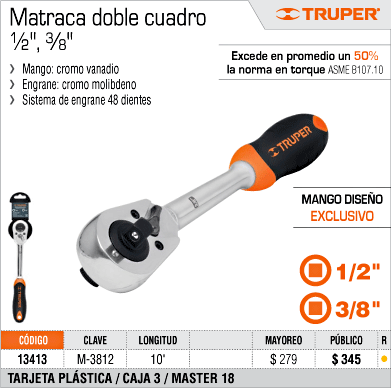 Matraca doble cuadro
½", ⅜"
TRUPER
Excede en promedio un 50%
la norma en torque ASME B107.10
› Mango: cromo vanadio
› Engrane: cromo molibdeno
› Sistema de engrane 48 dientes
TRUPER
MANGO DISEÑO
EXCLUSIVO
1/2"
3/8"
CÓDIGO CLAVE LONGITUD MAYOREO PÚBLICO R
13413 M-3812 10' $ 279 $ 345
TARJETA PLÁSTICA / CAJA 3 / MASTER 18